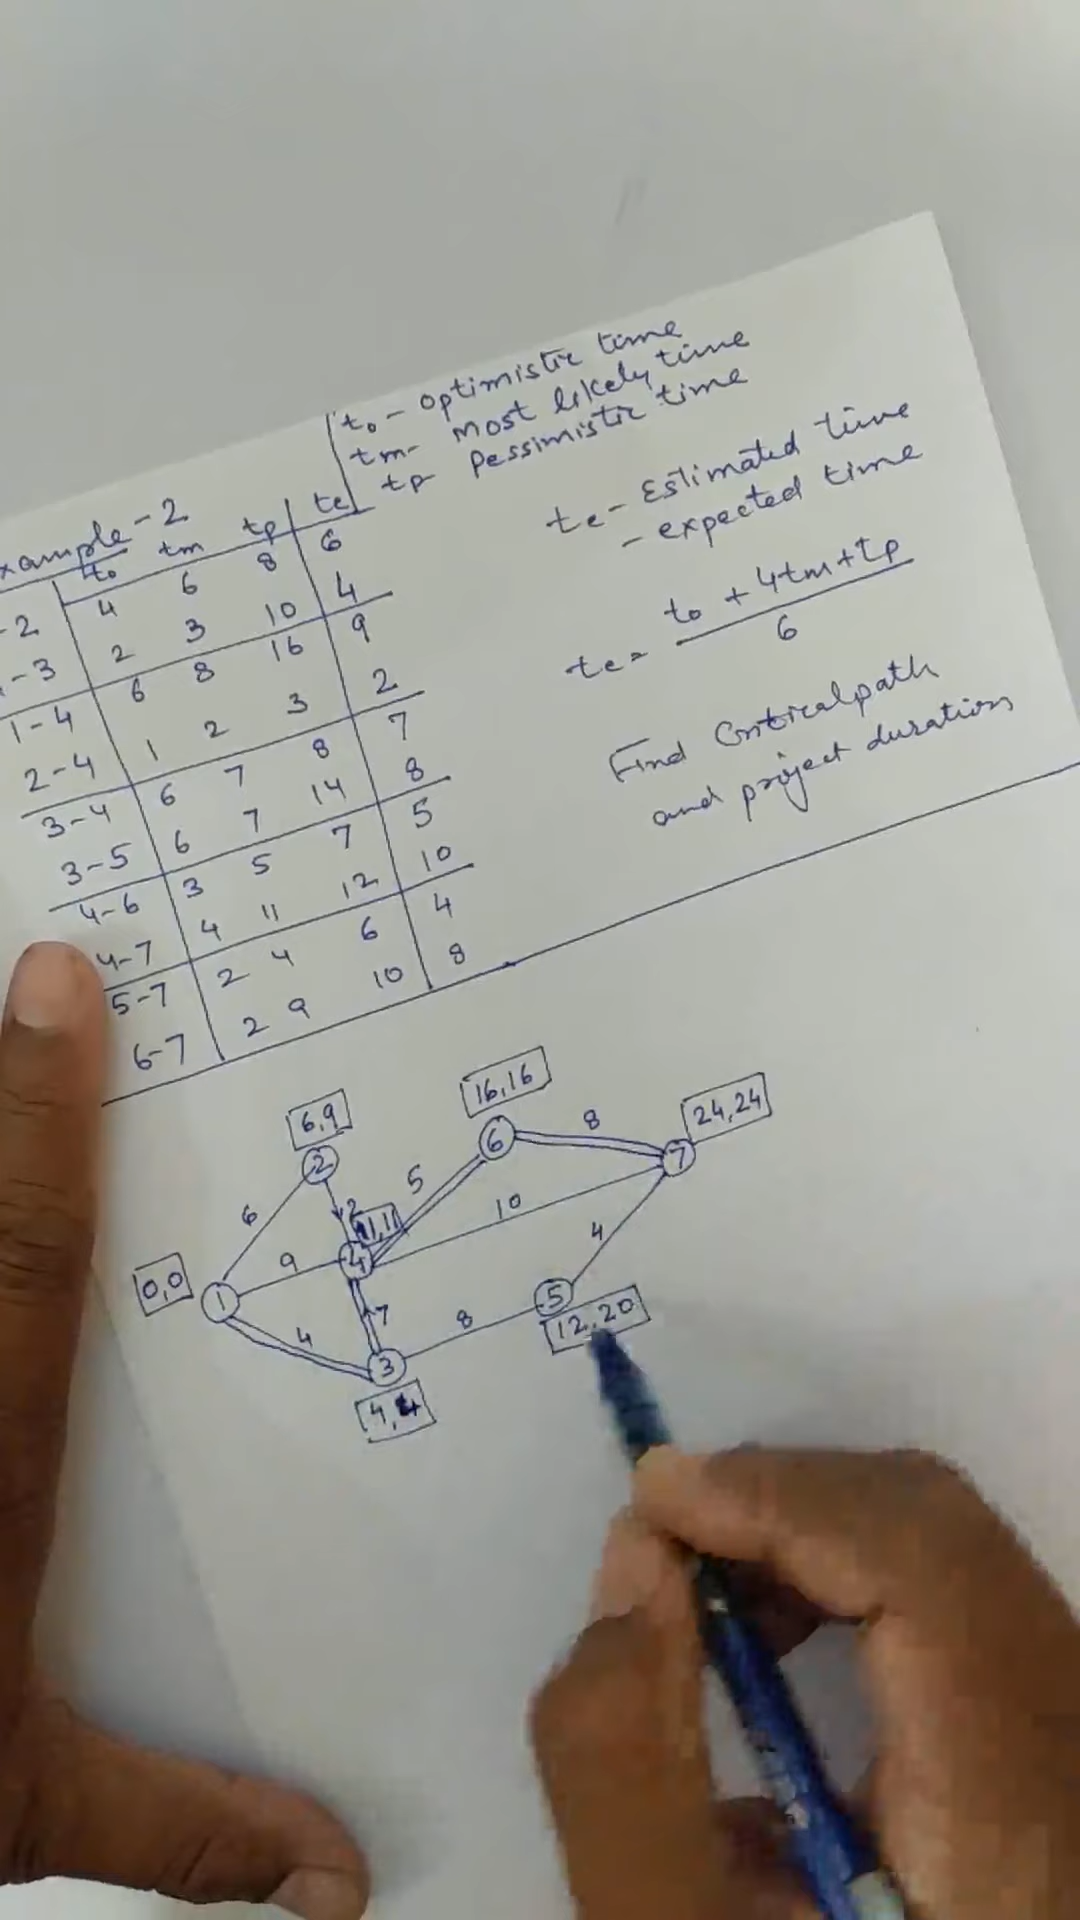 to - optimistic time
tm - most likely time
tp - Pessimistic time
te - Estimated time
- expected time
te = to + 4tm + tp
6
Find Criticalpath
and project duration
xample - 2
to tm tp te
-2 4 6 8 6
-3 2 3 10 4
1-4 6 8 16 9
2-4 1 2 3 2
3-4 6 7 8 7
3-5 6 7 14 8
4-6 3 5 7 5
4-7 4 11 12 10
5-7 2 4 6 4
6-7 2 9 10 8
16,16
6,9
24,24
6
8
2
7
5
2
11,11
10
6
0,0
9
4
4
1
5
7
12,20
4
8
3
4,4